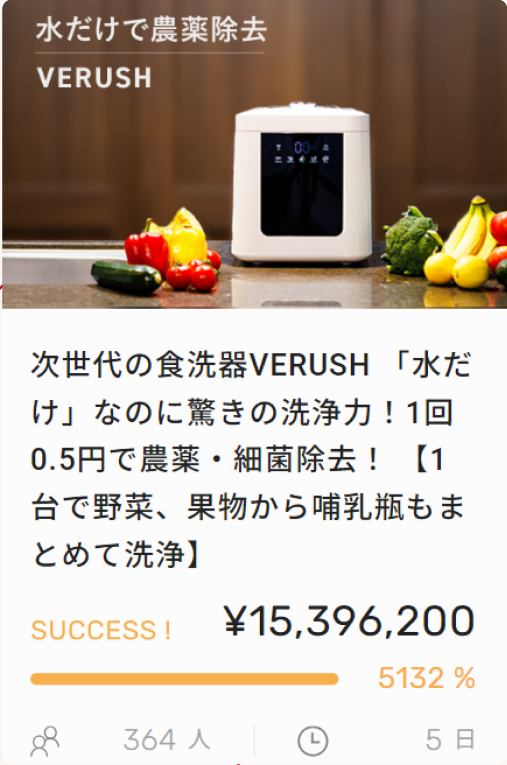 水だけで農薬除去
VERUSH
00
次世代の食洗器VERUSH 「水だ
け」なのに驚きの洗浄力！1回
0.5円で農薬・細菌除去！ 【1
台で野菜、果物から哺乳瓶もま
とめて洗浄】
SUCCESS !
¥15,396,200
5132 %
364 人
5 日